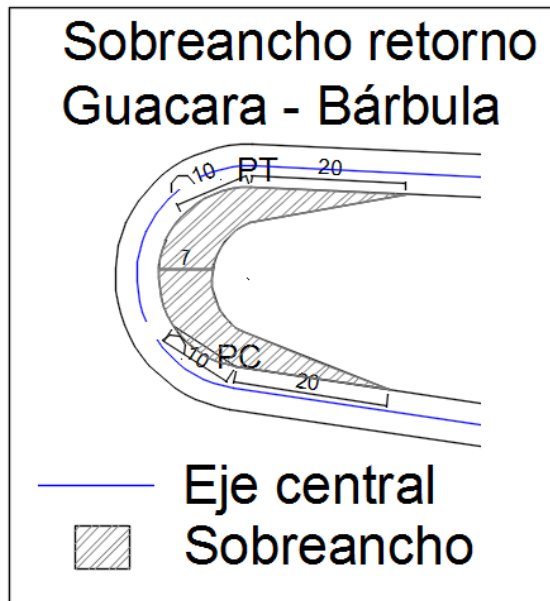 Sobreancho retorno
Guacara - Bárbula
10 PT 20
7
10 PC 20
Eje central
Sobreancho